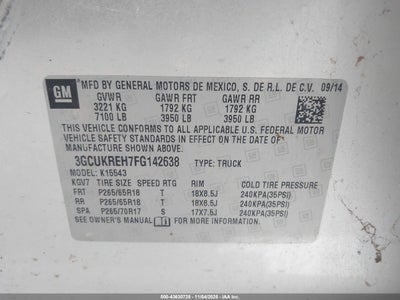 GM
MFD BY GENERAL MOTORS DE MEXICO, S. DE R.L. DE C.V. 09/14
GVWR GAWR FRT GAWR RR
3221 KG 1792 KG 1792 KG
7100 LB 3950 LB 3950 LB
THIS VEHICLE CONFORMS TO ALL APPLICABLE U.S. FEDERAL
MOTOR VEHICLE SAFETY AND THEFT PREVENTION STANDARDS
IN EFFECT ON THE DATE OF MANUFACTURE SHOWN ABOVE.
3GCUKREH7FG142638 TYPE: TRUCK
MODEL: K15543
KGV7 TIRE SIZE SPEED RTG RIM COLD TIRE PRESSURE
FRT P265/65R18 T 18X8.5J 240KPA(35PSI)
RR P265/65R18 T 18X8.5J 240KPA(35PSI)
SPA P265/70R17 S 17X7.5J 240KPA(35PSI)
SEE OWNER'S MANUAL FOR ADDITIONAL INFORMATION.